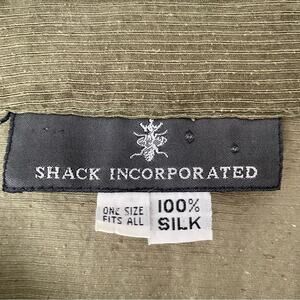 SHACK INCORPORATED
ONE SIZE
FITS ALL
100%
SILK